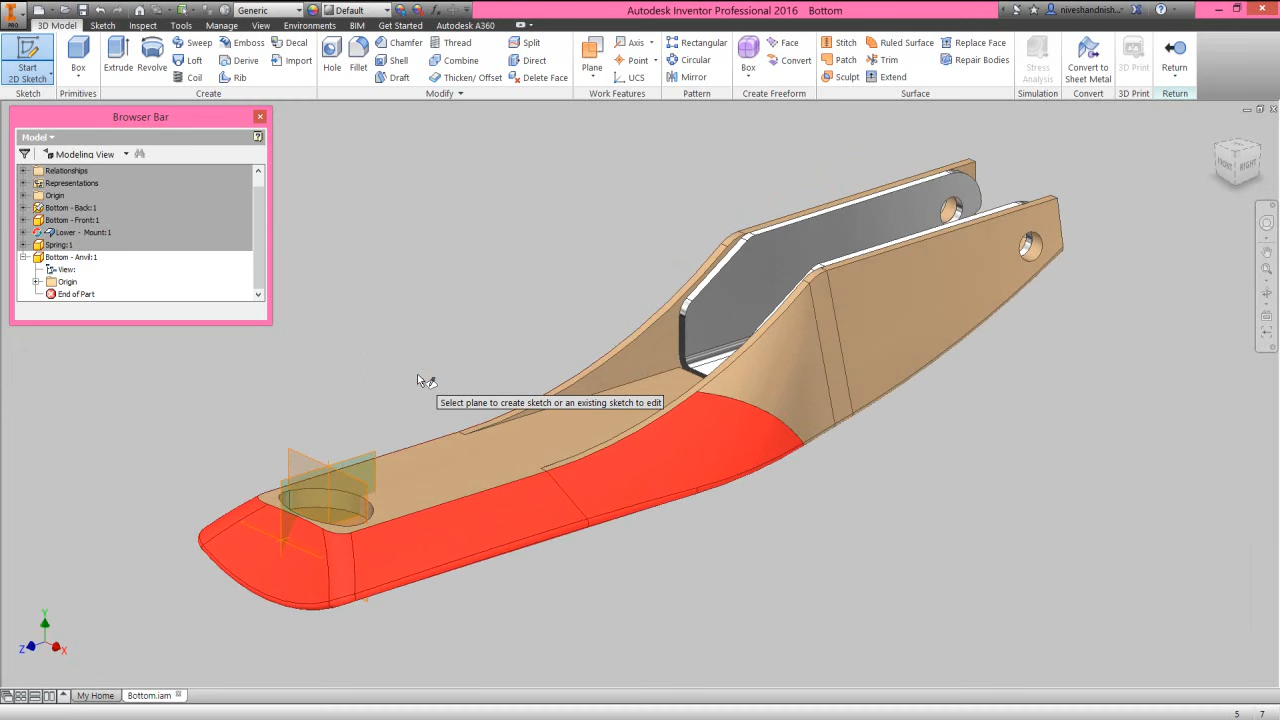 PRO
Generic
Default
Autodesk Inventor Professional 2016 Bottom
niveshandnish...
3D Model Sketch Inspect Tools Manage View Environments BIM Get Started Autodesk A360
Start
2D Sketch
Box
Extrude
Revolve
Sweep
Loft
Coil
Emboss
Derive
Rib
Decal
Import
Hole
Fillet
Chamfer
Shell
Draft
Thread
Combine
Thicken/ Offset
Split
Direct
Delete Face
Plane
Axis
Point
UCS
Rectangular
Circular
Mirror
Box
Face
Convert
Stitch
Patch
Sculpt
Ruled Surface
Trim
Extend
Replace Face
Repair Bodies
Stress
Analysis
Convert to
Sheet Metal
3D Print
Return
Sketch Primitives Create Modify Work Features Pattern Create Freeform Surface Simulation Convert 3D Print Return
Browser Bar
Model
Modeling View
Relationships
Representations
Origin
Bottom - Back:1
Bottom - Front:1
Lower - Mount:1
Spring:1
Bottom - Anvil:1
View:
Origin
End of Part
FRONT
RIGHT
Select plane to create sketch or an existing sketch to edit
Y
Z
X
My Home
Bottom.iam
5 7